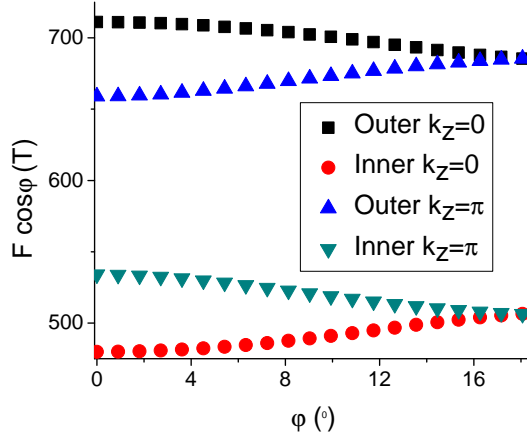 700
600
500
F cosφ (T)
Outer k_Z=0
Inner k_Z=0
Outer k_Z=π
Inner k_Z=π
0 4 8 12 16
φ (⁰)